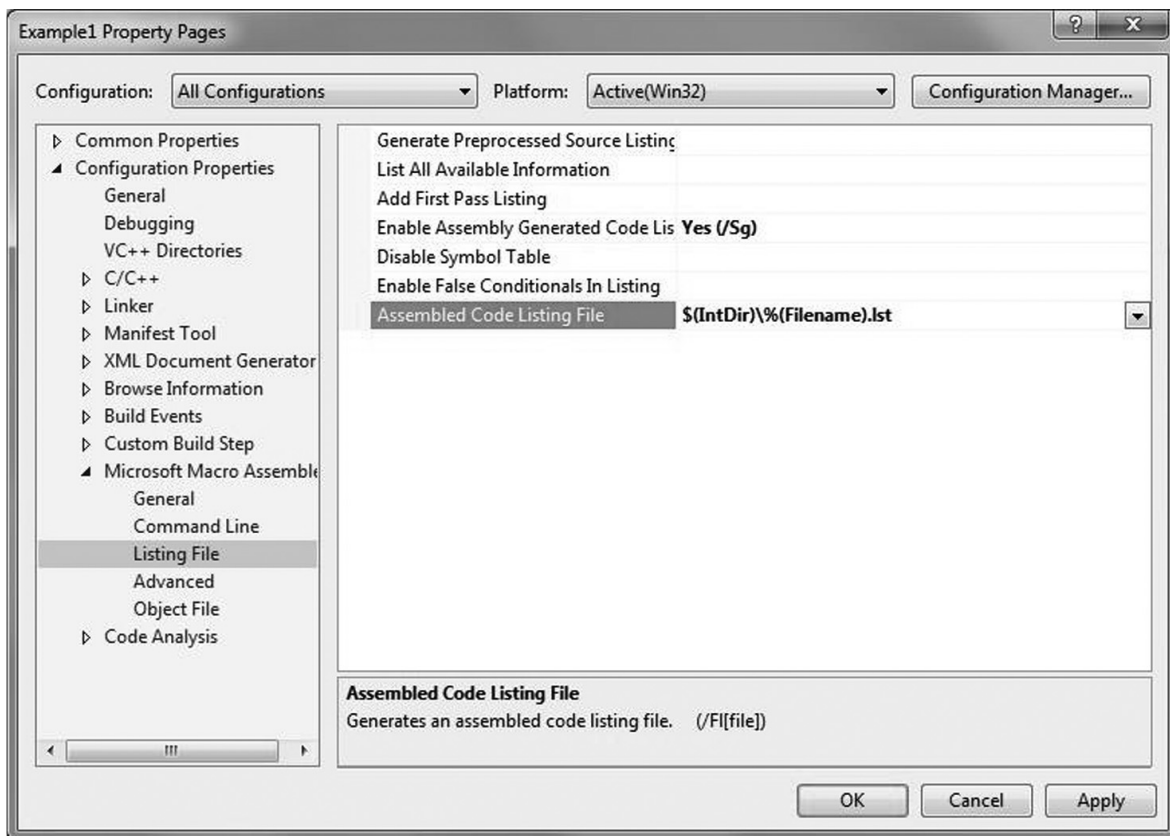 Example1 Property Pages
? X
Configuration: All Configurations Platform: Active(Win32) Configuration Manager...
Common Properties
Configuration Properties
General
Debugging
VC++ Directories
C/C++
Linker
Manifest Tool
XML Document Generator
Browse Information
Build Events
Custom Build Step
Microsoft Macro Assemble
General
Command Line
Listing File
Advanced
Object File
Code Analysis
Generate Preprocessed Source Listing
List All Available Information
Add First Pass Listing
Enable Assembly Generated Code Lis Yes (/Sg)
Disable Symbol Table
Enable False Conditionals In Listing
Assembled Code Listing File $(IntDir)\%(Filename).lst
Assembled Code Listing File
Generates an assembled code listing file. (/Fl[file])
OK Cancel Apply